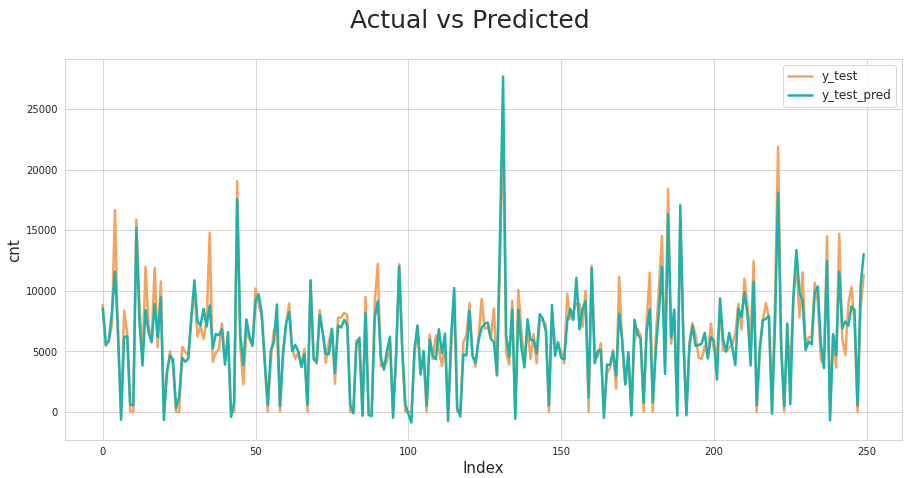 Actual vs Predicted
y_test
y_test_pred
25000
20000
15000
10000
5000
0
cnt
0 50 100 150 200 250
Index